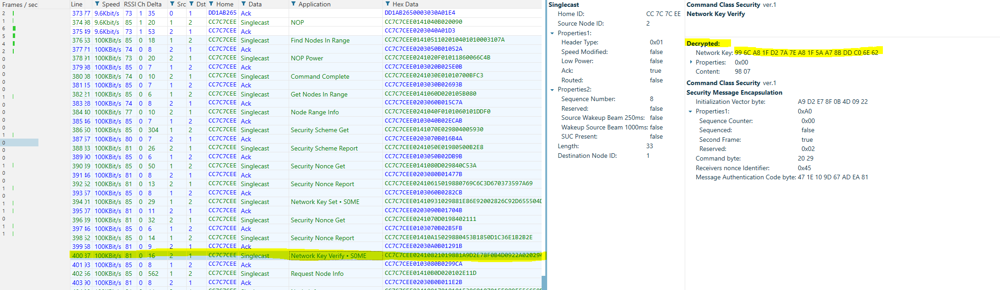 Frames / sec
2
1
6
5
4
2
0
0
0
0
0
1
0
0
0
0
1
0
0
0
1
0
0
1
0
1
1
0
1
1
Line Speed RSSI Ch Delta Src Dst Home Data Application Hex Data
373 77 9.6Kbit/s 73 1 35 0 1 DD1AB265 Ack DD1AB2650003030A01E4
374 98 9.6Kbit/s 85 1 20 1 2 CC7C7CEE Singlecast NOP CC7C7CEE0141040B020090
375 49 9.6Kbit/s 73 1 53 2 1 CC7C7CEE Ack CC7C7CEE0203040A01D3
376 53 100KBit/s 85 0 18 1 2 CC7C7CEE Singlecast Find Nodes In Range CC7C7CEE0141051102010401010003107A
377 71 100KBit/s 74 0 8 2 1 CC7C7CEE Ack CC7C7CEE0203050B01052A
378 91 100KBit/s 73 0 20 2 1 CC7C7CEE Singlecast NOP Power CC7C7CEE0241020F01011860066C4B
379 98 100KBit/s 85 0 7 1 2 CC7C7CEE Ack CC7C7CEE0103020B025E0B
380 08 100KBit/s 74 0 10 2 1 CC7C7CEE Singlecast Command Complete CC7C7CEE0241030E01010700BFC3
381 15 100KBit/s 85 0 7 1 2 CC7C7CEE Ack CC7C7CEE0103030B02693B
382 21 100KBit/s 85 0 6 1 2 CC7C7CEE Singlecast Get Nodes In Range CC7C7CEE0141060D020105B080
383 28 100KBit/s 74 0 8 2 1 CC7C7CEE Ack CC7C7CEE0203060B015C7A
384 40 100KBit/s 77 0 10 2 1 CC7C7CEE Singlecast Node Range Info CC7C7CEE0241040F0101060101DDF0
385 46 100KBit/s 85 0 7 1 2 CC7C7CEE Ack CC7C7CEE0103040B02ECAB
386 50 100KBit/s 85 0 304 1 2 CC7C7CEE Singlecast Security Scheme Get CC7C7CEE0141070E029804005930
387 57 100KBit/s 80 0 7 2 1 CC7C7CEE Ack CC7C7CEE0203070B016B4A
388 33 100KBit/s 81 0 26 2 1 CC7C7CEE Singlecast Security Scheme Report CC7C7CEE0241050E01980500B2E8
389 90 100KBit/s 85 0 6 1 2 CC7C7CEE Ack CC7C7CEE0103050B02DB9B
390 39 100KBit/s 85 0 50 1 2 CC7C7CEE Singlecast Security Nonce Get CC7C7CEE0141080D029840C53A
391 46 100KBit/s 81 0 8 2 1 CC7C7CEE Ack CC7C7CEE0203080B01477B
392 52 100KBit/s 81 0 13 2 1 CC7C7CEE Singlecast Security Nonce Report CC7C7CEE02410615019880769C6C3D670373597A69
393 57 100KBit/s 85 0 8 1 2 CC7C7CEE Ack CC7C7CEE0103060B0282CB
394 01 100KBit/s 85 0 29 1 2 CC7C7CEE Singlecast Network Key Set • S0ME CC7C7CEE01410931029881E86E92002826C92D655504D
395 07 100KBit/s 81 0 11 2 1 CC7C7CEE Ack CC7C7CEE0203090B01704B
396 39 100KBit/s 81 0 32 2 1 CC7C7CEE Singlecast Security Nonce Get CC7C7CEE0241070D0198402111
397 46 100KBit/s 85 0 6 1 2 CC7C7CEE Ack CC7C7CEE0103070B02B5FB
398 52 100KBit/s 85 0 14 1 2 CC7C7CEE Singlecast Security Nonce Report CC7C7CEE01410A15029880453B1850D1C36E1B2B2E
399 58 100KBit/s 81 0 9 2 1 CC7C7CEE Ack CC7C7CEE02030A0B01291B
400 37 100KBit/s 81 0 16 2 1 CC7C7CEE Singlecast Network Key Verify • S0ME CC7C7CEE02410821019881A9D2E78F0B4D0922A020294
401 93 100KBit/s 85 0 8 1 2 CC7C7CEE Ack CC7C7CEE0103080B0299CA
402 56 100KBit/s 85 0 562 1 2 CC7C7CEE Singlecast Request Node Info CC7C7CEE01410B0D020102E11D
403 90 100KBit/s 81 0 8 2 1 CC7C7CEE Ack CC7C7CEE02030B0B011E2B
Singlecast
Home ID: CC 7C 7C EE
Source Node ID: 2
Properties1:
Header Type: 0x01
Speed Modified: false
Low Power: false
Ack: true
Routed: false
Properties2:
Sequence Number: 8
Reserved: false
Source Wakeup Beam 250ms: false
Wakeup Source Beam 1000ms: false
SUC Present: false
Length: 33
Destination Node ID: 1
Command Class Security ver.1
Network Key Verify
Decrypted:
Network Key: 99 6C A8 1F D2 7A 7E A8 1F 5A A7 8B DD C0 6E 62
Properties: 0x00
Content: 98 07
Command Class Security ver.1
Security Message Encapsulation
Initialization Vector byte: A9 D2 E7 8F 0B 4D 09 22
Properties1: 0xA0
Sequence Counter: 0x00
Sequenced: false
Second Frame: true
Reserved: 0x02
Command byte: 20 29
Receivers nonce Identifier: 0x45
Message Authentication Code byte: 47 1E 10 9D 67 AD EA 81